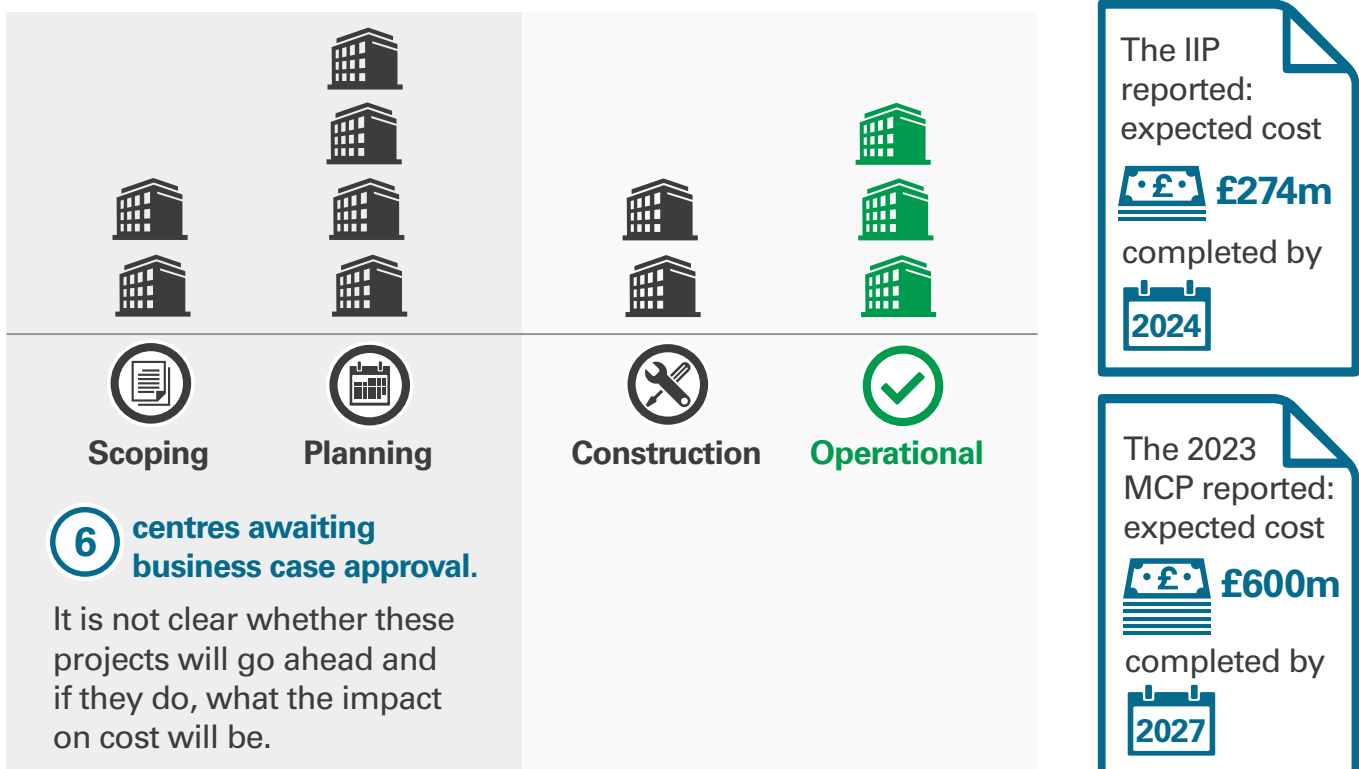 Scoping
Planning
Construction
Operational
6
centres awaiting
business case approval.
It is not clear whether these
projects will go ahead and
if they do, what the impact
on cost will be.
The IIP
reported:
expected cost
£ £274m
completed by
2024
The 2023
MCP reported:
expected cost
£ £600m
completed by
2027